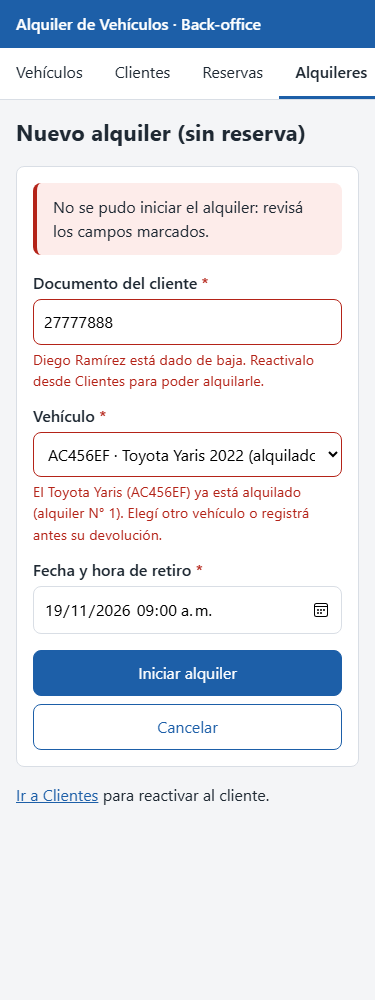 Alquiler de Vehículos · Back-office
Vehículos Clientes Reservas Alquileres
Nuevo alquiler (sin reserva)
No se pudo iniciar el alquiler: revisá
los campos marcados.
Documento del cliente *
27777888
Diego Ramírez está dado de baja. Reactivalo
desde Clientes para poder alquilarle.
Vehículo *
AC456EF · Toyota Yaris 2022 (alquilado
El Toyota Yaris (AC456EF) ya está alquilado
(alquiler N° 1). Elegí otro vehículo o registrá
antes su devolución.
Fecha y hora de retiro *
19/11/2026 09:00 a.m.
Iniciar alquiler
Cancelar
Ir a Clientes para reactivar al cliente.